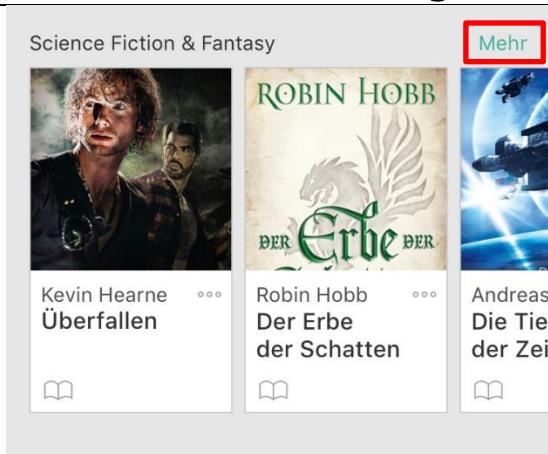 Science Fiction & Fantasy
Mehr
ROBIN HOBB
DER Erbe DER
Kevin Hearne
Überfallen
Robin Hobb
Der Erbe
der Schatten
Andreas
Die Tie
der Zei